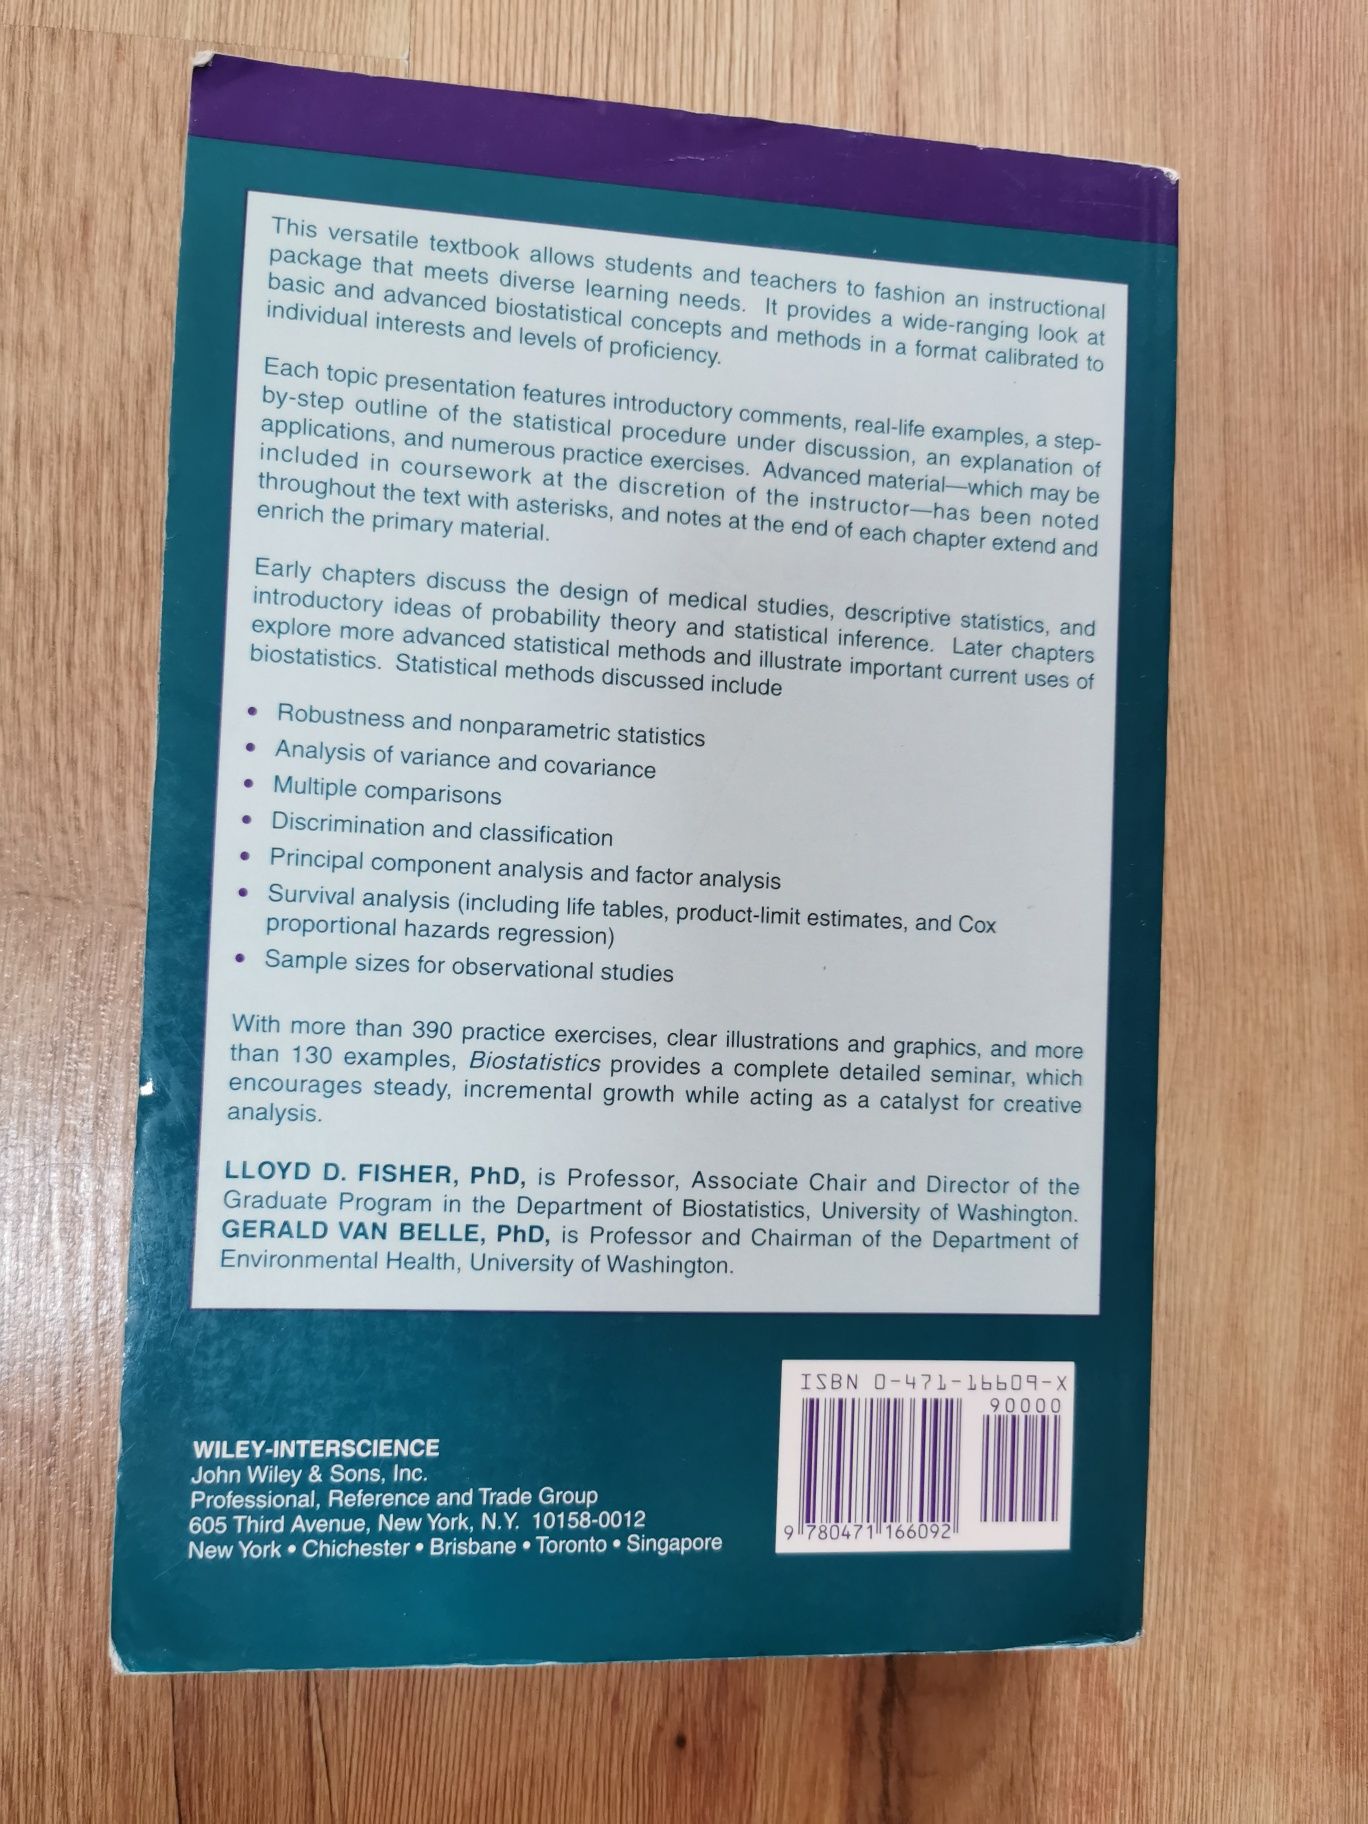 This versatile textbook allows students and teachers to fashion an instructional
package that meets diverse learning needs. It provides a wide-ranging look at
basic and advanced biostatistical concepts and methods in a format calibrated to
individual interests and levels of proficiency.
Each topic presentation features introductory comments, real-life examples, a step-
by-step outline of the statistical procedure under discussion, an explanation of
applications, and numerous practice exercises. Advanced material—which may be
included in coursework at the discretion of the instructor—has been noted
throughout the text with asterisks, and notes at the end of each chapter extend and
enrich the primary material.
Early chapters discuss the design of medical studies, descriptive statistics, and
introductory ideas of probability theory and statistical inference. Later chapters
explore more advanced statistical methods and illustrate important current uses of
biostatistics. Statistical methods discussed include
• Robustness and nonparametric statistics
• Analysis of variance and covariance
• Multiple comparisons
• Discrimination and classification
• Principal component analysis and factor analysis
• Survival analysis (including life tables, product-limit estimates, and Cox
proportional hazards regression)
• Sample sizes for observational studies
With more than 390 practice exercises, clear illustrations and graphics, and more
than 130 examples, Biostatistics provides a complete detailed seminar, which
encourages steady, incremental growth while acting as a catalyst for creative
analysis.
LLOYD D. FISHER, PhD, is Professor, Associate Chair and Director of the
Graduate Program in the Department of Biostatistics, University of Washington.
GERALD VAN BELLE, PhD, is Professor and Chairman of the Department of
Environmental Health, University of Washington.
WILEY-INTERSCIENCE
John Wiley & Sons, Inc.
Professional, Reference and Trade Group
605 Third Avenue, New York, N.Y. 10158-0012
New York • Chichester • Brisbane • Toronto • Singapore
ISBN 0-471-16609-X
90000
9 780471 166092